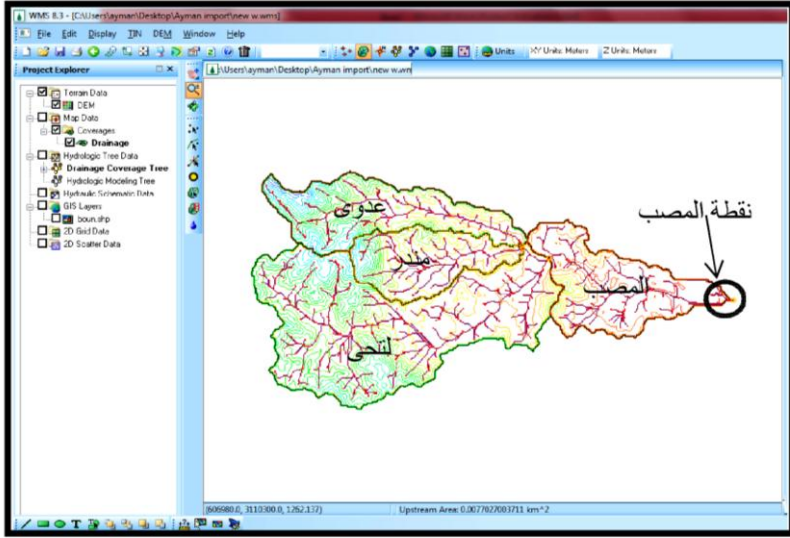 WMS 8.3 - [C:\Users\ayman\Desktop\Ayman import\new w.wms]
File Edit Display TIN DEM Window Help
Units XY Units: Meters Z Units: Meters
Project Explorer
:\Users\ayman\Desktop\Ayman import\new w.wm
Terrain Data
DEM
Map Data
Coverages
Drainage
Hydrologic Tree Data
Drainage Coverage Tree
Hydrologic Modeling Tree
Hydraulic Schematic Data
GIS Layers
boun.shp
2D Grid Data
2D Scatter Data
عدوى
مندر
لتحى
المصب
نقطة المصب
(606980.0, 3110300.0, 1262.137) Upstream Area: 0.0077027003711 km^2